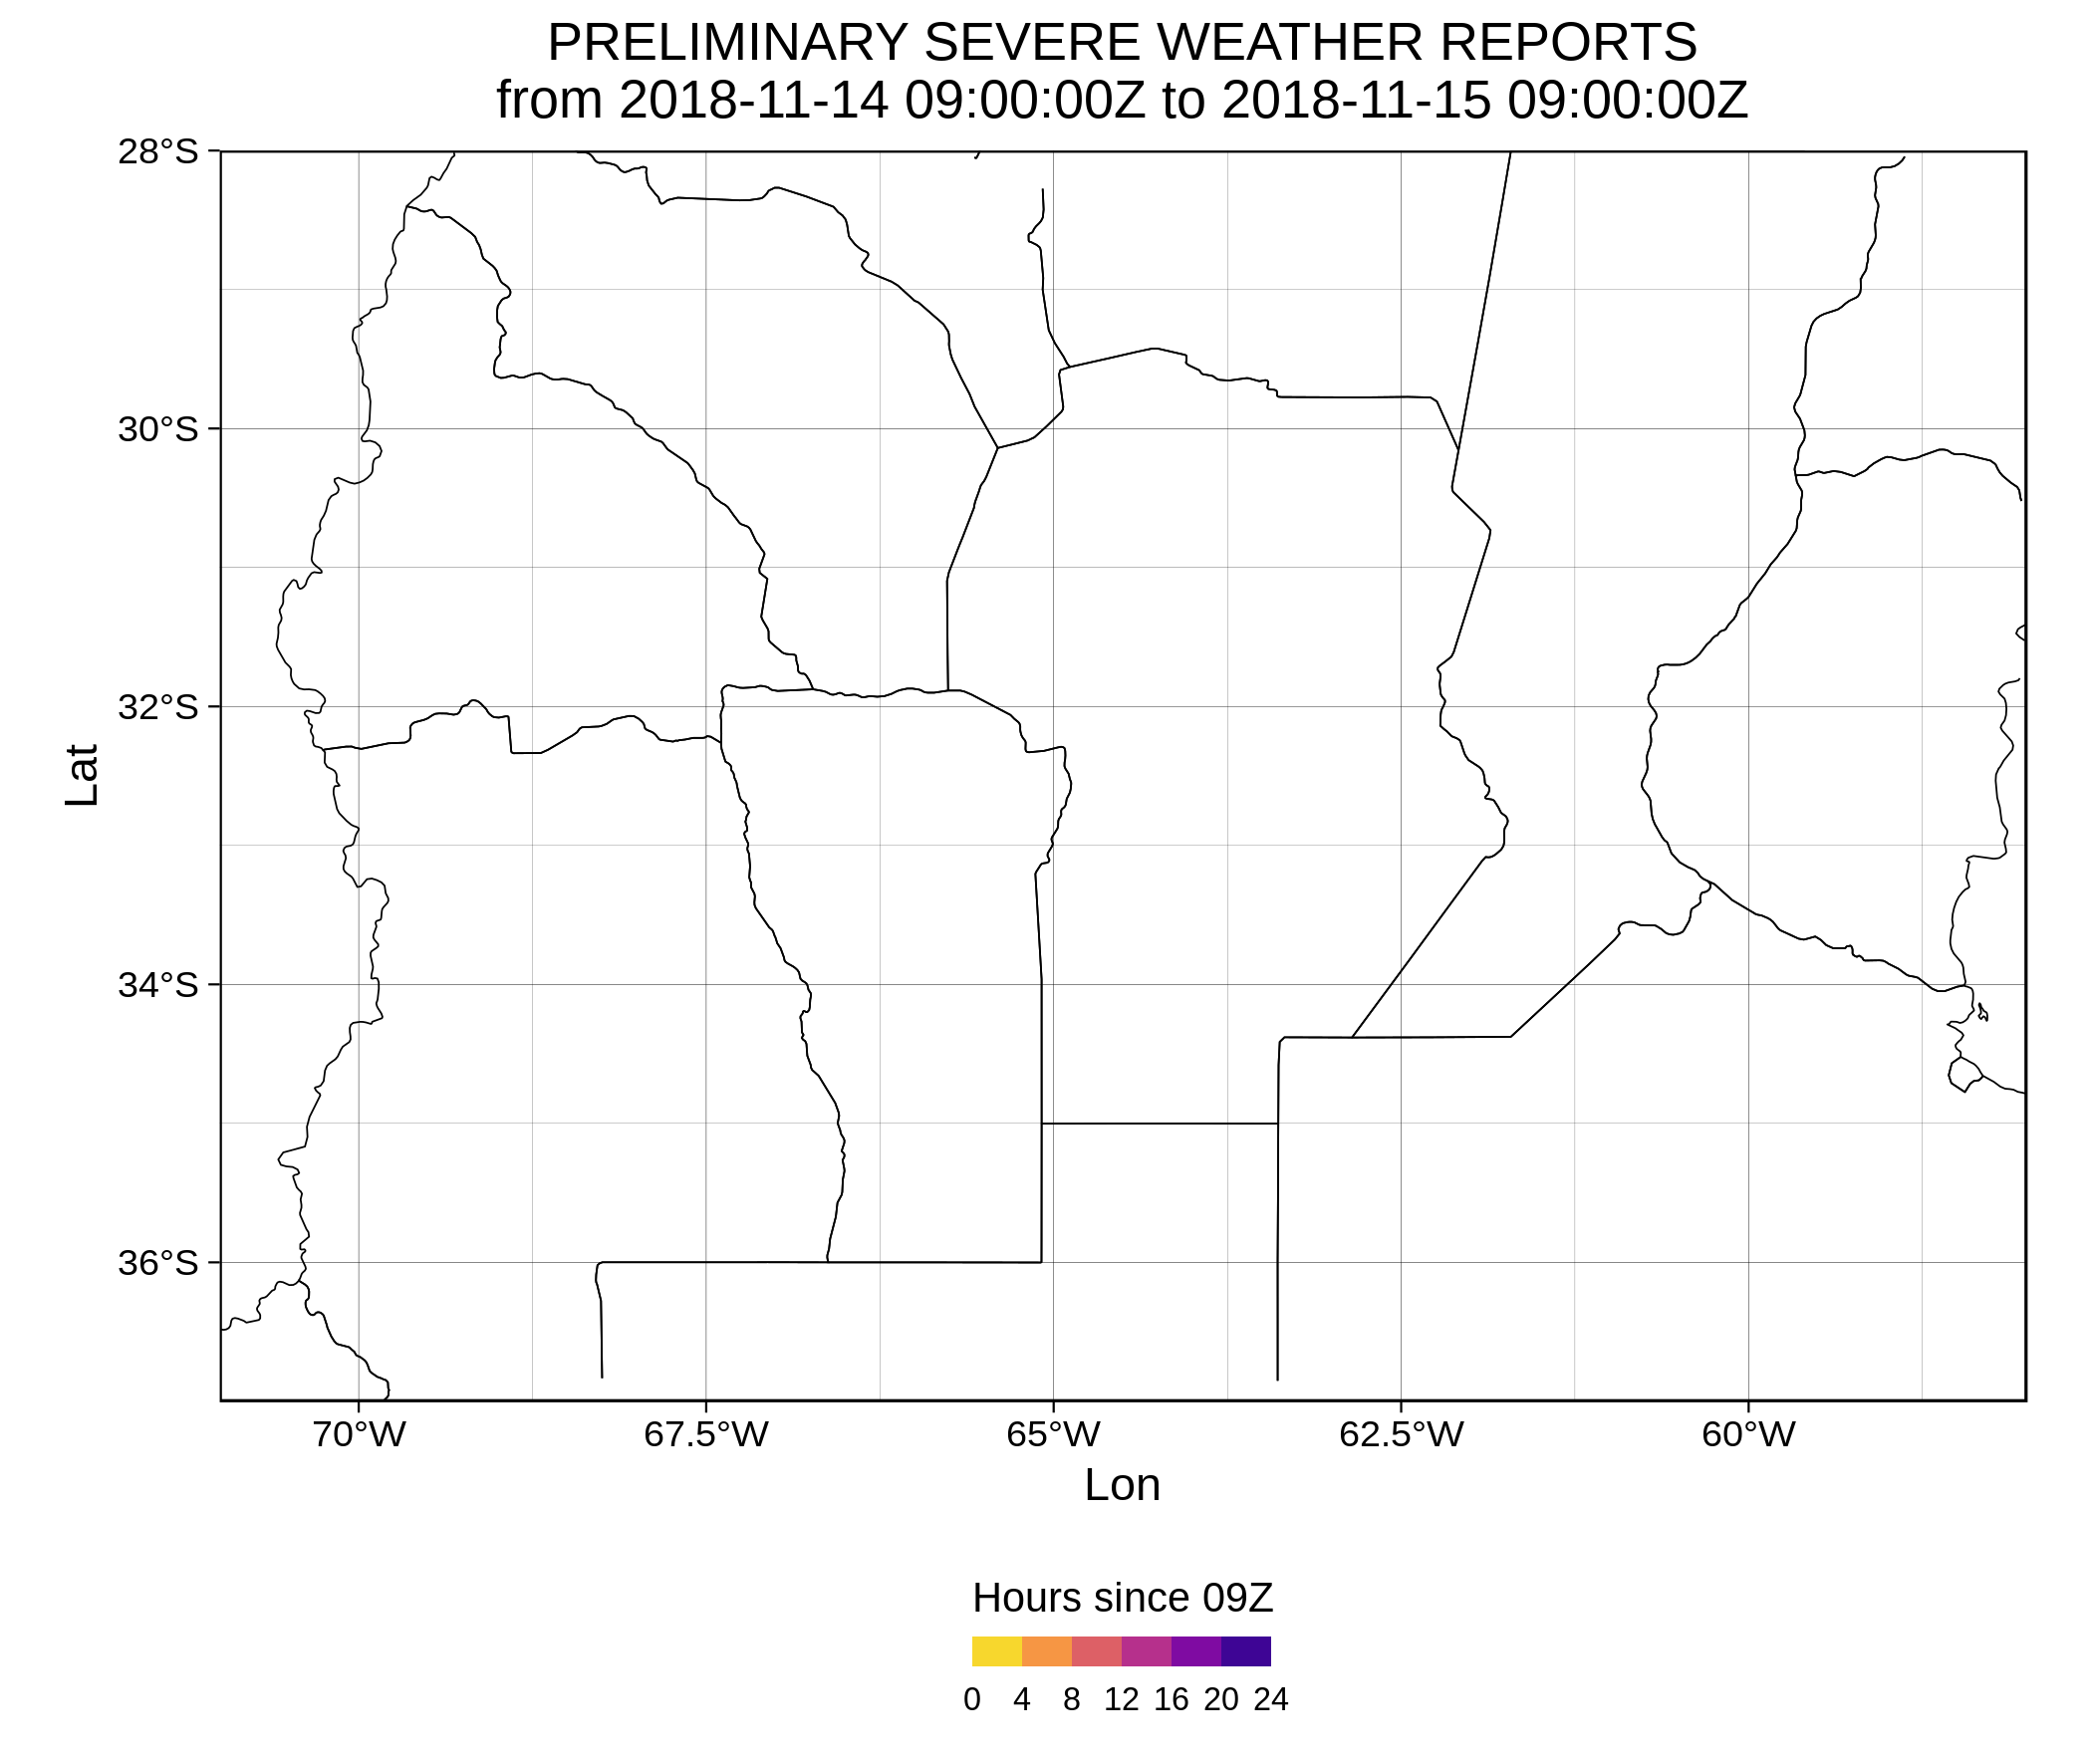 PRELIMINARY SEVERE WEATHER REPORTS
from 2018-11-14 09:00:00Z to 2018-11-15 09:00:00Z
28°S
30°S
32°S
34°S
36°S
Lat
70°W 67.5°W 65°W 62.5°W 60°W
Lon
Hours since 09Z
0 4 8 12 16 20 24